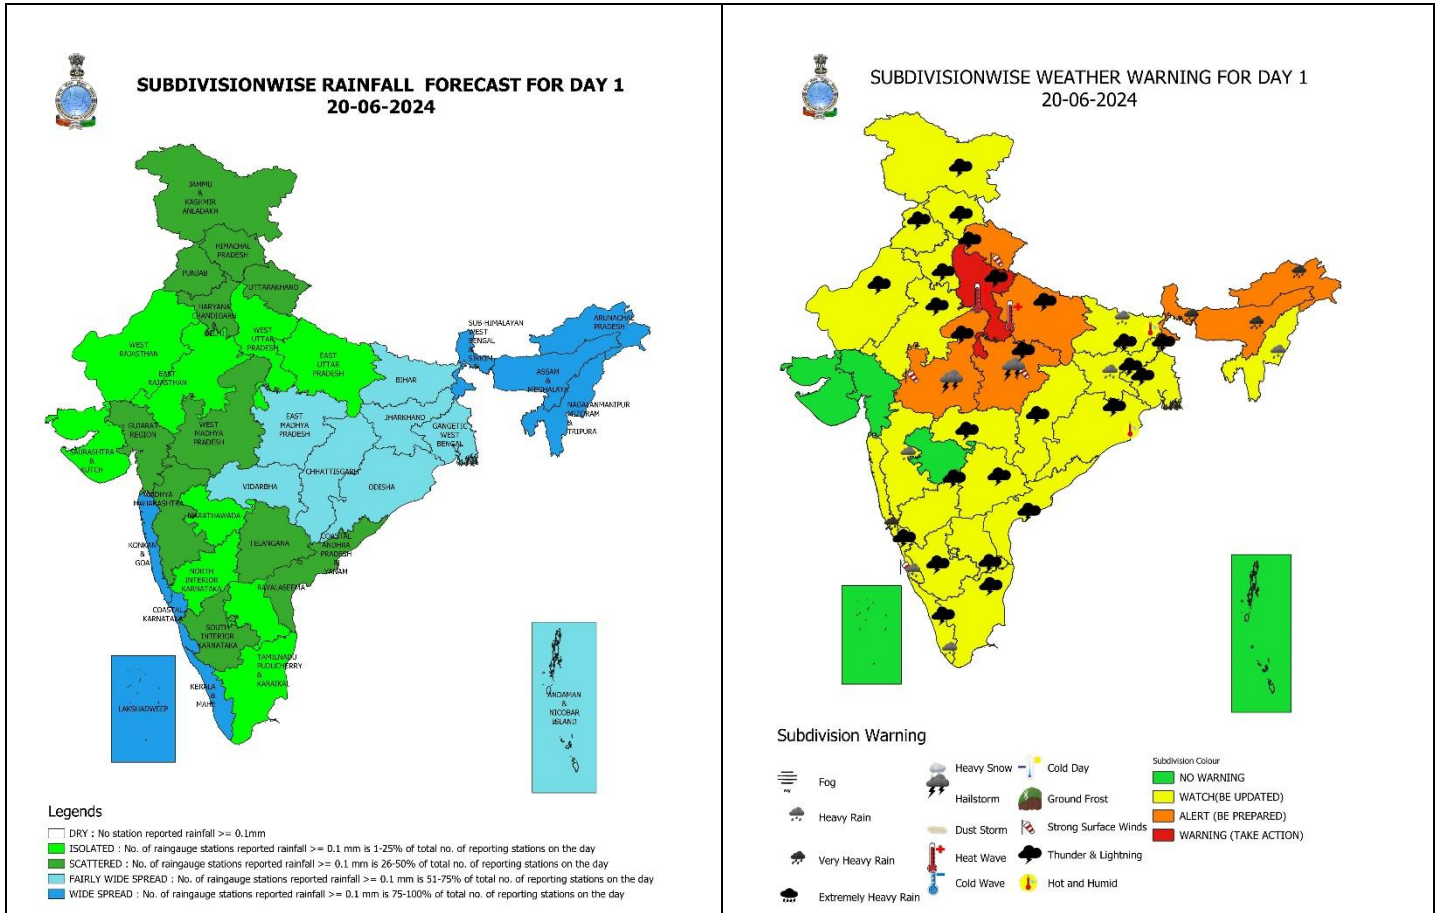 SUBDIVISIONWISE RAINFALL FORECAST FOR DAY 1
20-06-2024
JAMMU
&
KASHMIR
ANLADAKH
HIMACHAL
PRADESH
PUNJAB
UTTARAKHAND
HARYANA
CHANDIGARH
&
DELHI
WEST
UTTAR
PRADESH
WEST
RAJASTHAN
EAST
RAJASTHAN
EAST
UTTAR
PRADESH
SUB-HIMALAYAN
WEST
BENGAL
&
SIKKIM
ARUNACHAL
PRADESH
ASSAM
&
MEGHALAYA
NAGALANMANIPUR
MIZORAM
&
TRIPURA
BIHAR
JHARKHAND
GANGETIC
WEST
BENGAL
EAST
MADHYA
PRADESH
WEST
MADHYA
PRADESH
GUJARAT
REGION
SAURASHTRA
&
KUTCH
CHHATTISGARH
ODISHA
VIDARBHA
MADHYA
MAHARASHTRA
MARATHAWADA
KONKAN
&
GOA
TELANGANA
COASTAL
ANDHRA
PRADESH
&
YANAM
NORTH
INTERIOR
KARNATAKA
RAYALASEEMA
COASTAL
KARNATAKA
SOUTH
INTERIOR
KARNATAKA
TAMILNADU
PUDUCHERRY
&
KARAIKAL
KERALA
&
MAHE
LAKSHADWEEP
ANDAMAN
&
NICOBAR
ISLAND
Legends
DRY : No station reported rainfall >= 0.1mm
ISOLATED : No. of raingauge stations reported rainfall >= 0.1 mm is 1-25% of total no. of reporting stations on the day
SCATTERED : No. of raingauge stations reported rainfall >= 0.1 mm is 26-50% of total no. of reporting stations on the day
FAIRLY WIDE SPREAD : No. of raingauge stations reported rainfall >= 0.1 mm is 51-75% of total no. of reporting stations on the day
WIDE SPREAD : No. of raingauge stations reported rainfall >= 0.1 mm is 75-100% of total no. of reporting stations on the day
SUBDIVISIONWISE WEATHER WARNING FOR DAY 1
20-06-2024
Subdivision Warning
Fog
Heavy Rain
Very Heavy Rain
Extremely Heavy Rain
Heavy Snow
Hailstorm
Dust Storm
Heat Wave
Cold Wave
Cold Day
Ground Frost
Strong Surface Winds
Thunder & Lightning
Hot and Humid
Subdivision Colour
NO WARNING
WATCH(BE UPDATED)
ALERT (BE PREPARED)
WARNING (TAKE ACTION)